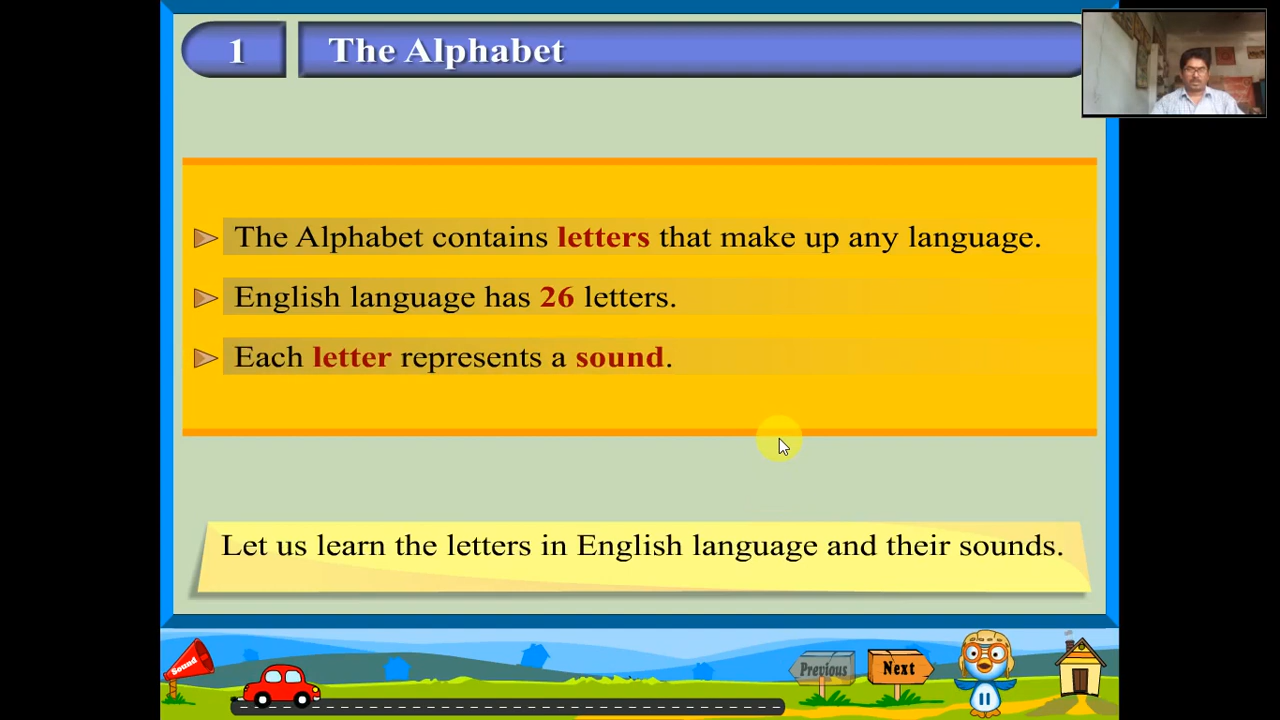 1 The Alphabet
The Alphabet contains letters that make up any language.
English language has 26 letters.
Each letter represents a sound.
Let us learn the letters in English language and their sounds.
Sound
Previous
Next